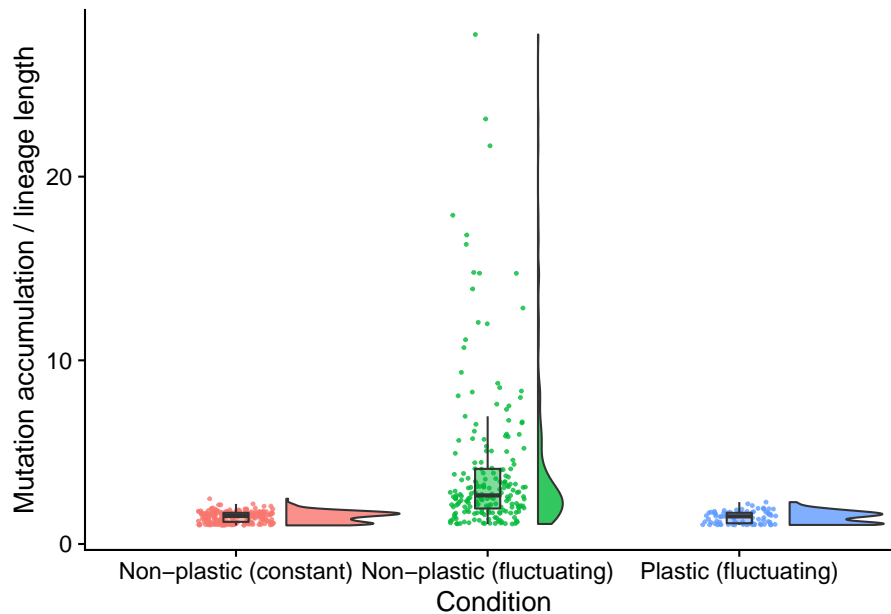 Mutation accumulation / lineage length
20
10
0
Non−plastic (constant) Non−plastic (fluctuating) Plastic (fluctuating)
Condition